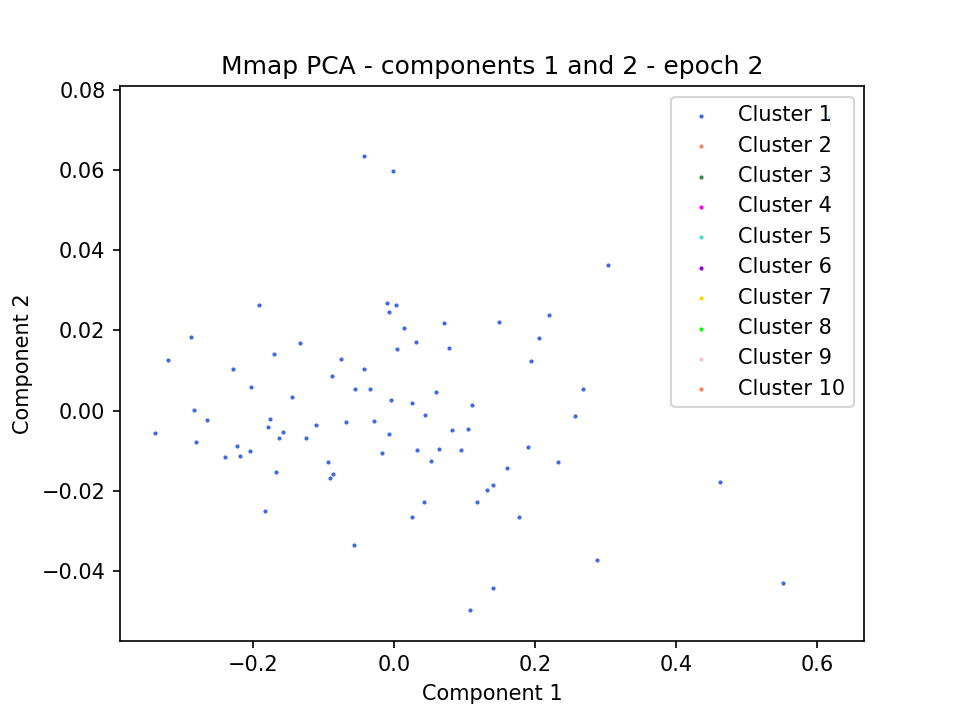 Mmap PCA - components 1 and 2 - epoch 2
0.08
0.06
0.04
0.02
0.00
−0.02
−0.04
Component 2
Cluster 1
Cluster 2
Cluster 3
Cluster 4
Cluster 5
Cluster 6
Cluster 7
Cluster 8
Cluster 9
Cluster 10
−0.2
0.0
0.2
0.4
0.6
Component 1